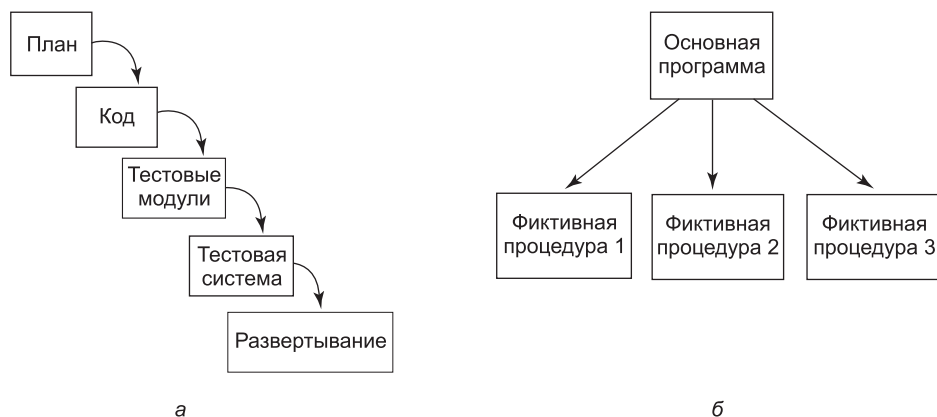 План
Код
Тестовые
модули
Тестовая
система
Развертывание
а
Основная
программа
Фиктивная
процедура 1
Фиктивная
процедура 2
Фиктивная
процедура 3
б